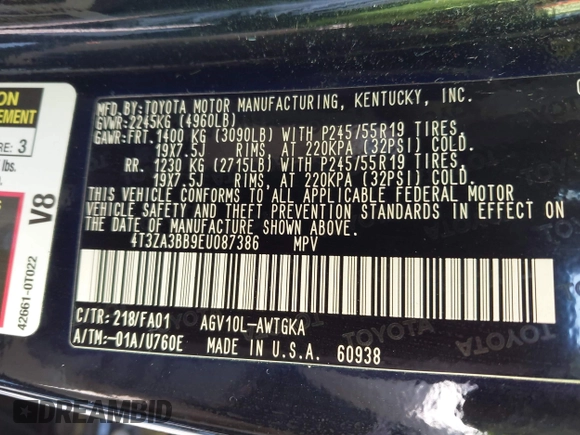 MFD.BY:TOYOTA MOTOR MANUFACTURING, KENTUCKY, INC.
GVWR:2245KG (4960LB)
GAWR:FRT.1400 KG (3090LB) WITH P245/55R19 TIRES,
19X7.5J RIMS, AT 220KPA (32PSI) COLD.
RR. 1230 KG (2715LB) WITH P245/55R19 TIRES,
19X7.5J RIMS, AT 220KPA (32PSI) COLD.
THIS VEHICLE CONFORMS TO ALL APPLICABLE FEDERAL MOTOR
VEHICLE SAFETY AND THEFT PREVENTION STANDARDS IN EFFECT ON
THE DATE OF MANUFACTURE SHOWN ABOVE.
4T3ZA3BB9EU087386 MPV
C/TR: 218/FA01 AGV10L-AWTGKA
A/TM:-01A/U760E MADE IN U.S.A. 60938
ON
EMENT
RE: 3
lbs.
V8
42661-0T022
DREAMBID